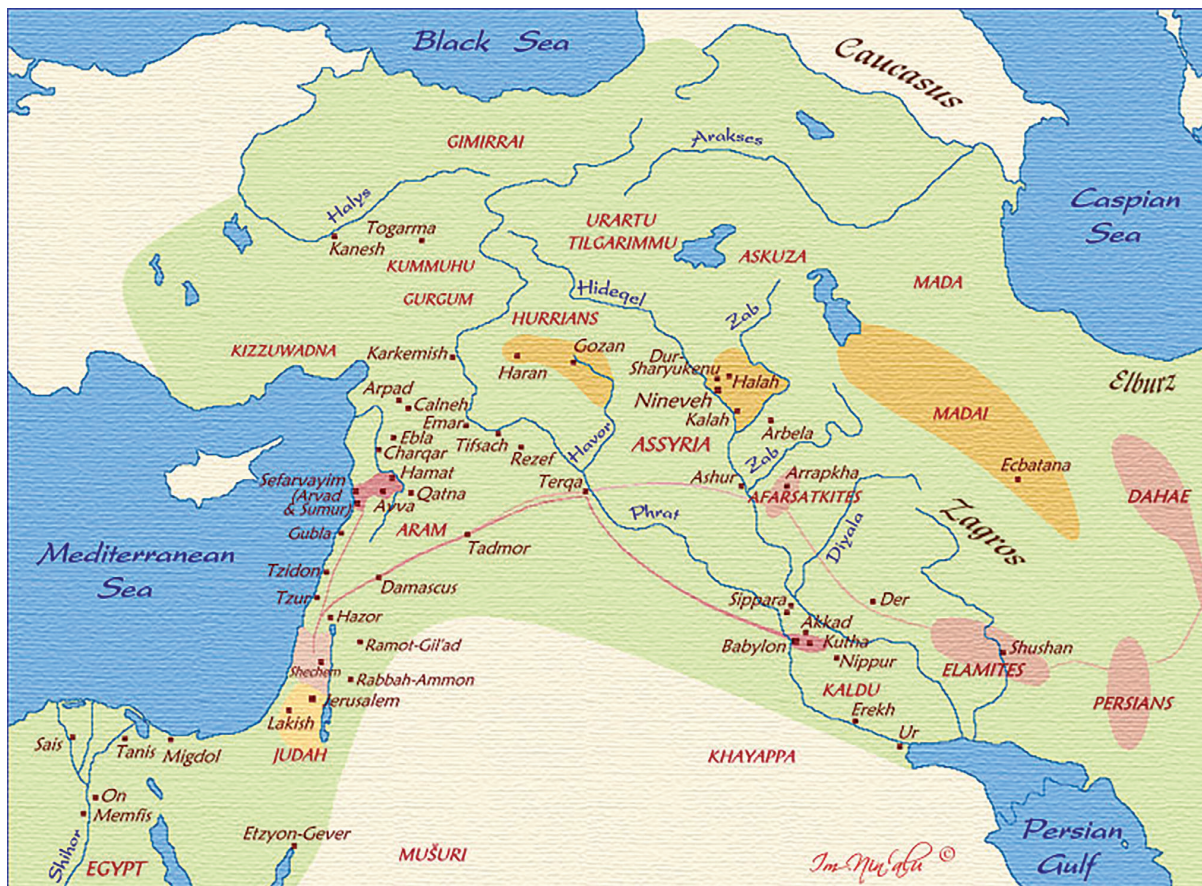 Black Sea
Caucasus
GIMIRRAI
Arakses
Halys
Caspian
Sea
Togarma
Kanesh
URARTU
TILGARIMMU
KUMMUHU
ASKUZA
MADA
GURGUM
Hideqel
HURRIANS
Zab
KIZZUWADNA
Karkemish
Gozan
Haran
Dur-
Sharyukenu
Halah
Nineveh
Kalah
Elburz
Arpad
Calneh
Emar
MADAI
Ebla
Charqar
Tifsach
Rezef
Havor
ASSYRIA
Arbela
Zab
Hamat
Sefarvayim
(Arvad
& Sumur)
Avva
Qatna
Terqa
Ashur
Arrapkha
AFARSATKITES
Ecbatana
DAHAE
Gubla
ARAM
Phrat
Diyala
Zagros
Mediterranean
Sea
Tadmor
Tzidon
Damascus
Tzur
Hazor
Sippara
Der
Akkad
Ramot-Gil'ad
Babylon
Kutha
Nippur
Shushan
ELAMITES
Shechem
Rabbah-Ammon
Jerusalem
KALDU
PERSIANS
Lakish
Erekh
Ur
Sais
Tanis
Migdol
JUDAH
KHAYAPPA
On
Memfis
Etzyon-Gever
MUŠURI
Persian
Gulf
Shihor
EGYPT
Im Nin'alu ©